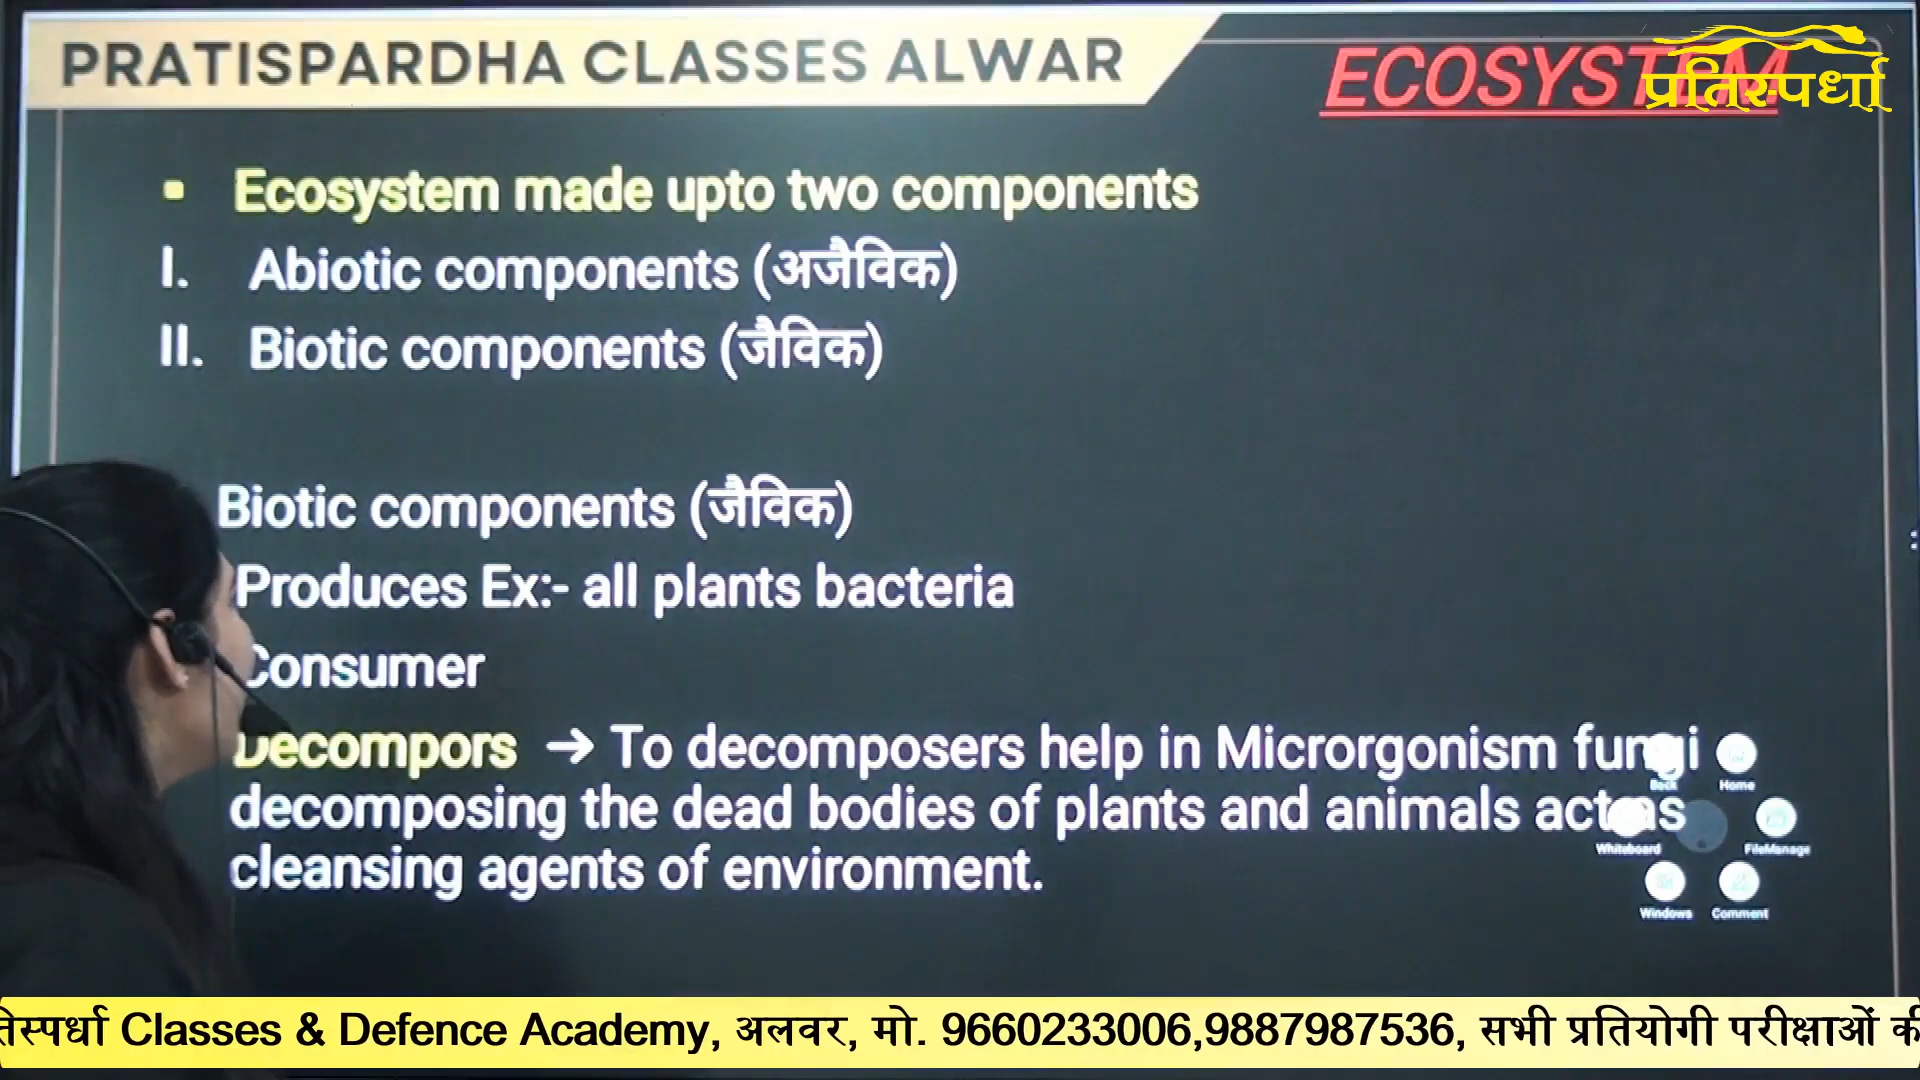 PRATISPARDHA CLASSES ALWAR
ECOSYSTEM
प्रतिस्पर्धा
▪ Ecosystem made upto two components
I. Abiotic components (अजैविक)
II. Biotic components (जैविक)
Biotic components (जैविक)
Produces Ex:- all plants bacteria
Consumer
Decompors → To decomposers help in Microrgonism fungi
decomposing the dead bodies of plants and animals act as
cleansing agents of environment.
Back Home
Whiteboard FileManage
Windows Comment
तिस्पर्धा Classes & Defence Academy, अलवर, मो. 9660233006,9887987536, सभी प्रतियोगी परीक्षाओं की